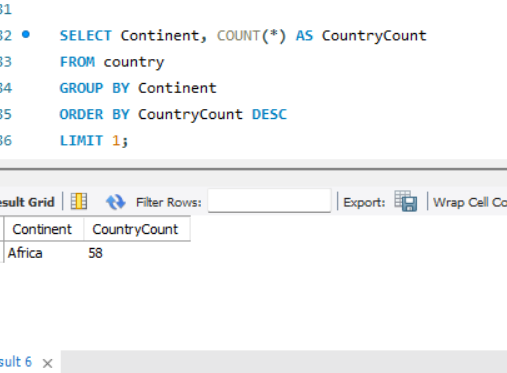 31
32 SELECT Continent, COUNT(*) AS CountryCount
33 FROM country
34 GROUP BY Continent
35 ORDER BY CountryCount DESC
36 LIMIT 1;
esult Grid Filter Rows: Export: Wrap Cell Co
Continent CountryCount
Africa 58
sult 6 ×